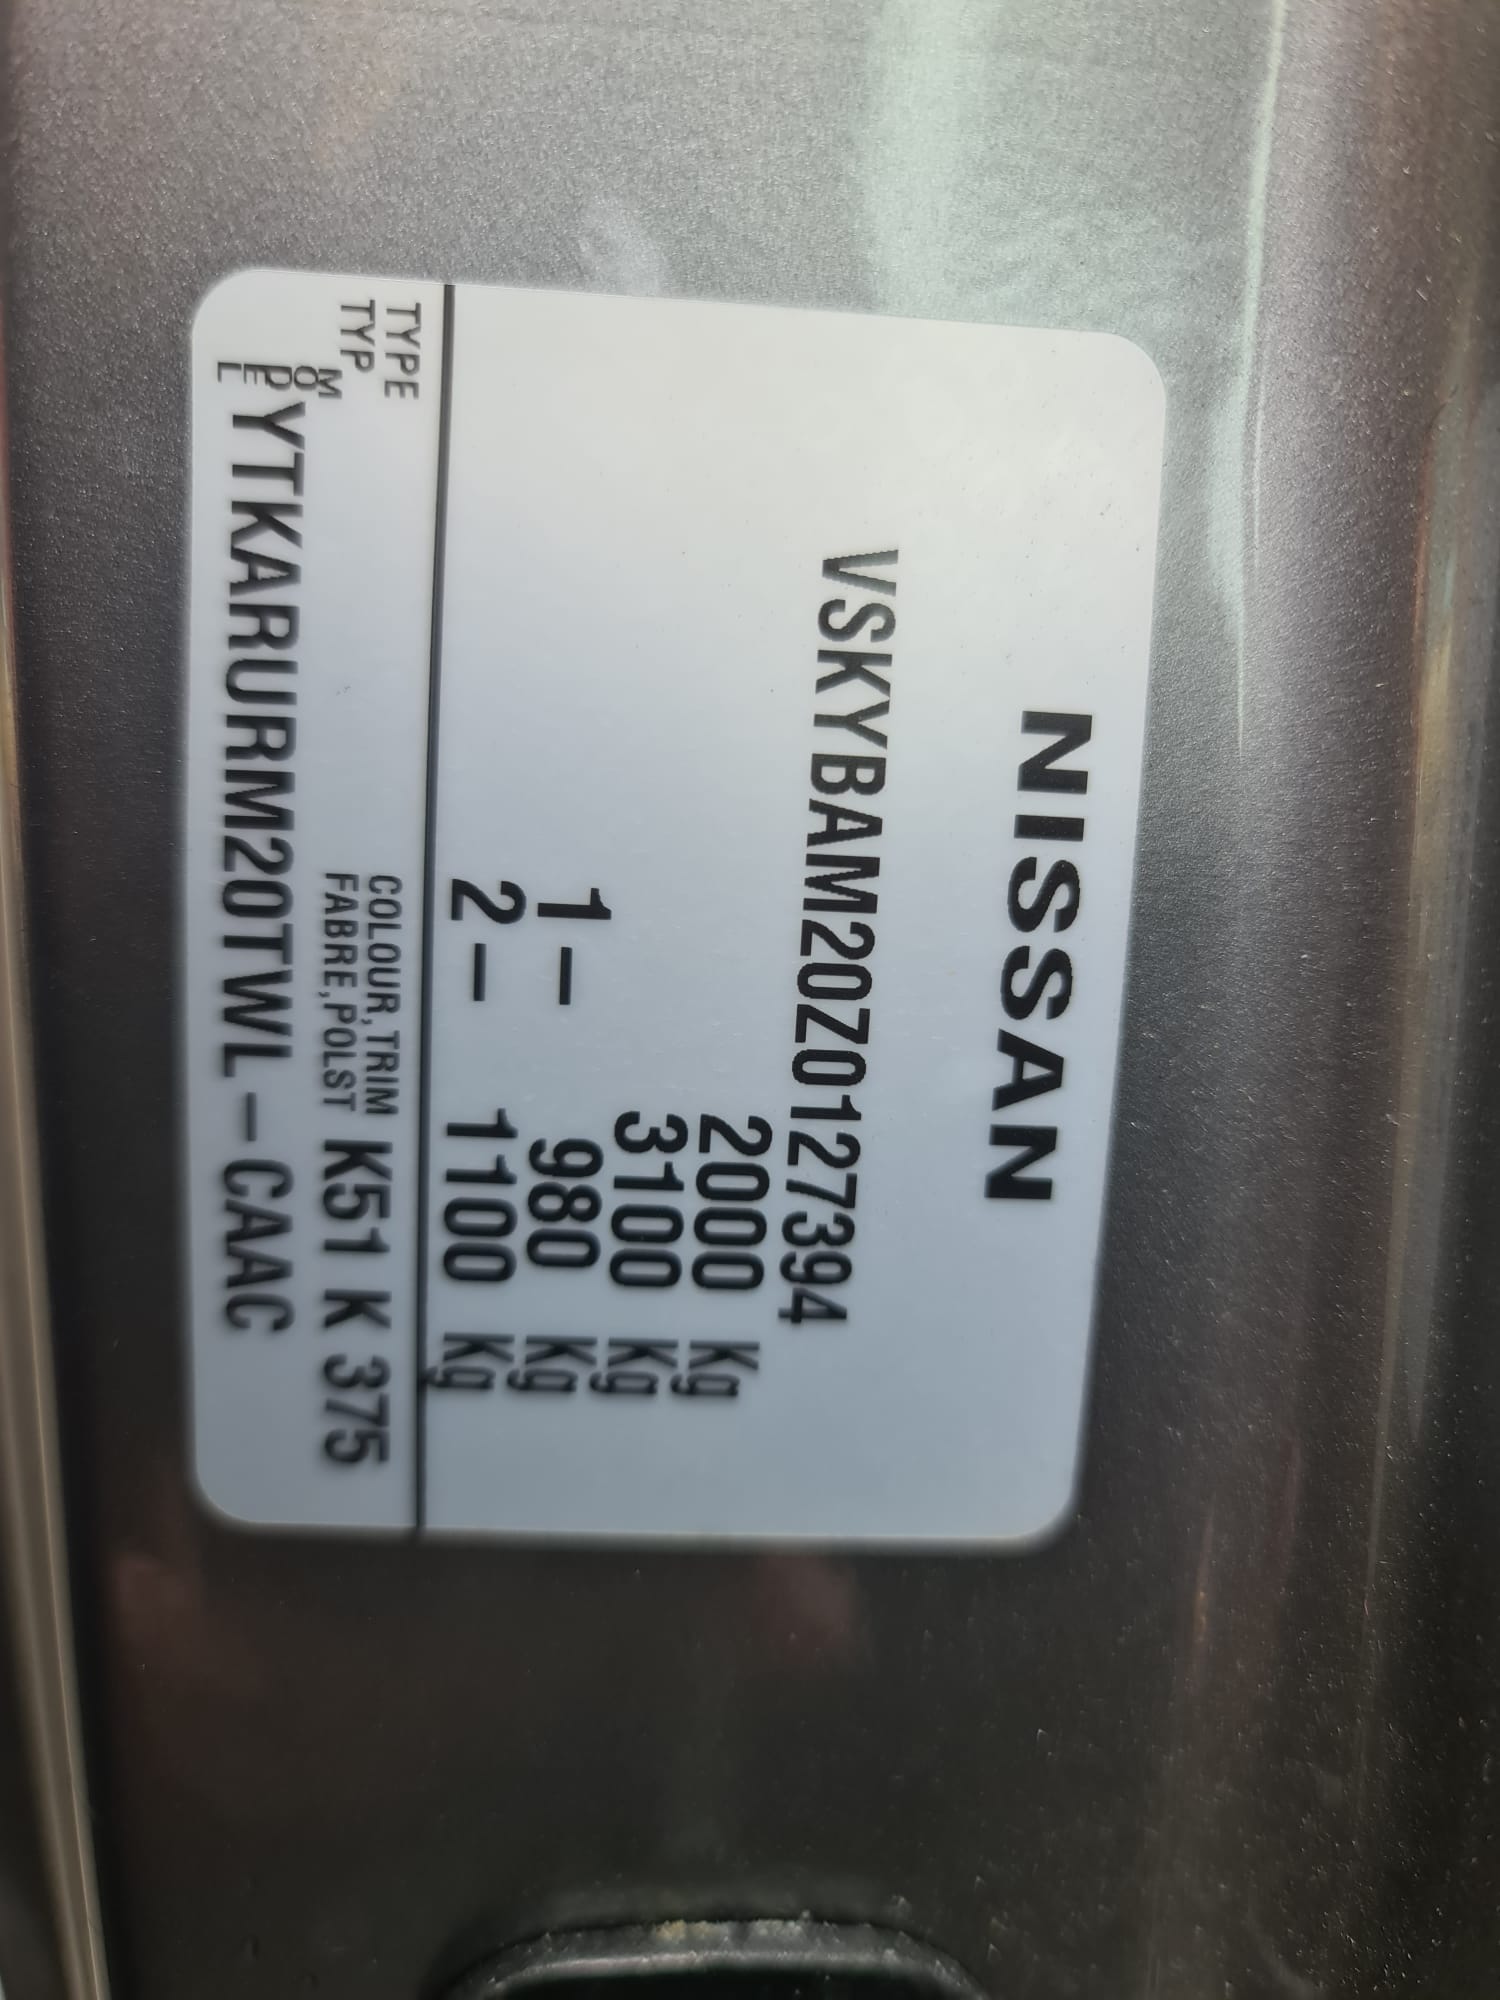 NISSAN
VSKYBAM20Z0127394
2000 Kg
3100 Kg
1- 980 Kg
2- 1100 Kg
TYPE
TYP
COLOUR,TRIM
FABRE,POLST K51 K 375
MODEL YTKARURM20TWL-CAAC